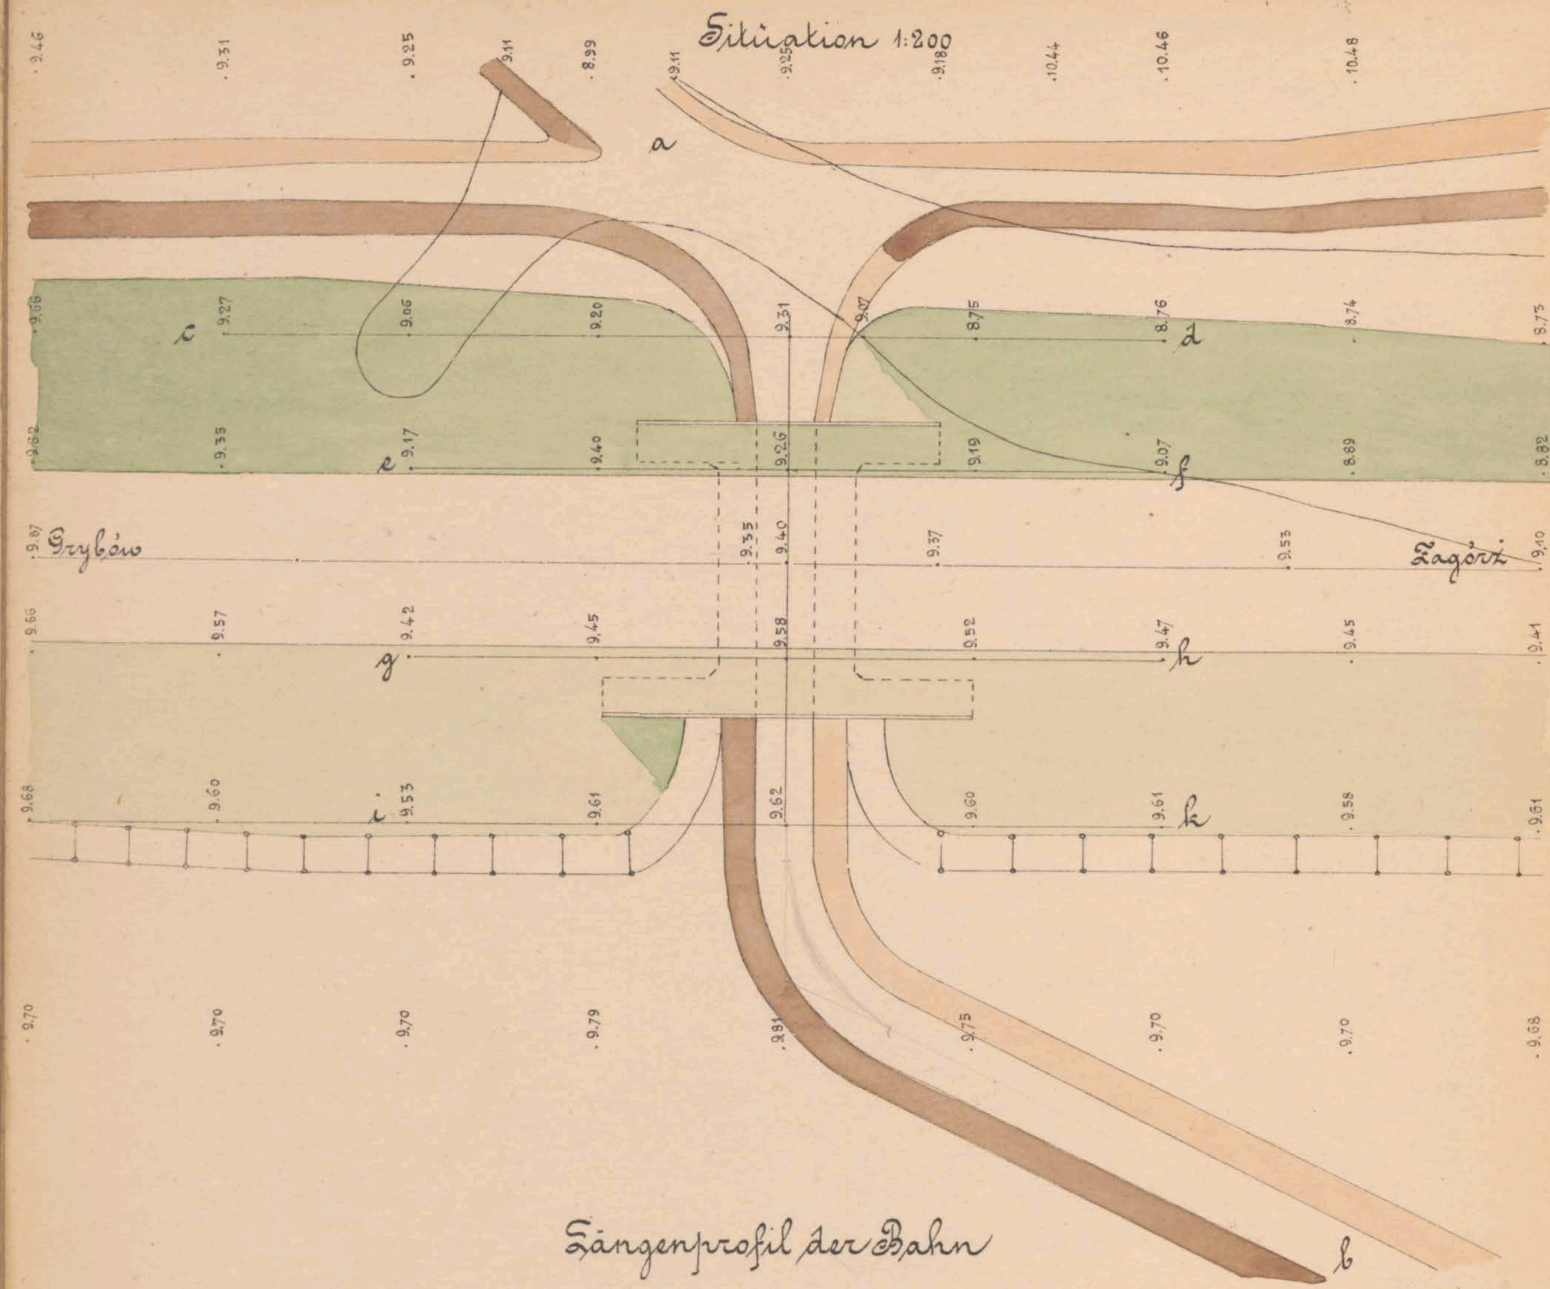 Situation 1:200
9.46 9.31 9.25 9.11 8.99 9.11 9.25 9.18 10.44 10.46 10.48
a
9.66 9.27 9.06 9.20 9.31 9.07 8.75 8.76 8.74 8.73
c d
9.62 9.35 9.17 9.40 9.26 9.19 9.07 8.89 8.82
e f
9.87 Grybów 9.35 9.40 9.37 9.53 Zagórz 9.10
9.66 9.57 9.42 9.45 9.58 9.52 9.47 9.45 9.41
g h
9.68 9.60 9.53 9.61 9.62 9.60 9.61 9.58 9.61
i k
9.70 9.70 9.70 9.79 9.81 9.75 9.70 9.70 9.68
Längenprofil der Bahn
b